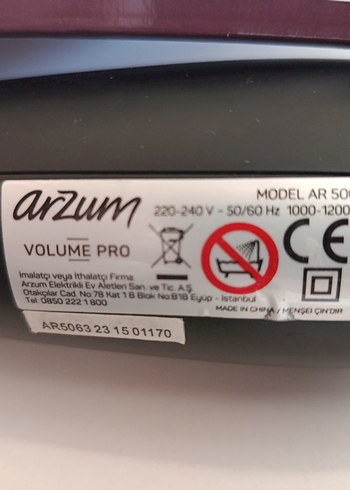 arzum
MODEL AR 50
220-240 V - 50/60 Hz 1000-1200
VOLUME PRO
CE
İmalatçı veya İthalatçı Firma:
Arzum Elektrikli Ev Aletleri San. ve Tic. A.Ş.
Otakçılar Cad. No:78 Kat 1 B Blok No:B1B Eyüp - İstanbul
Tel: 0850 222 1 800
MADE IN CHINA / MENŞEİ ÇİN'DİR
AR5063 23 15 01170